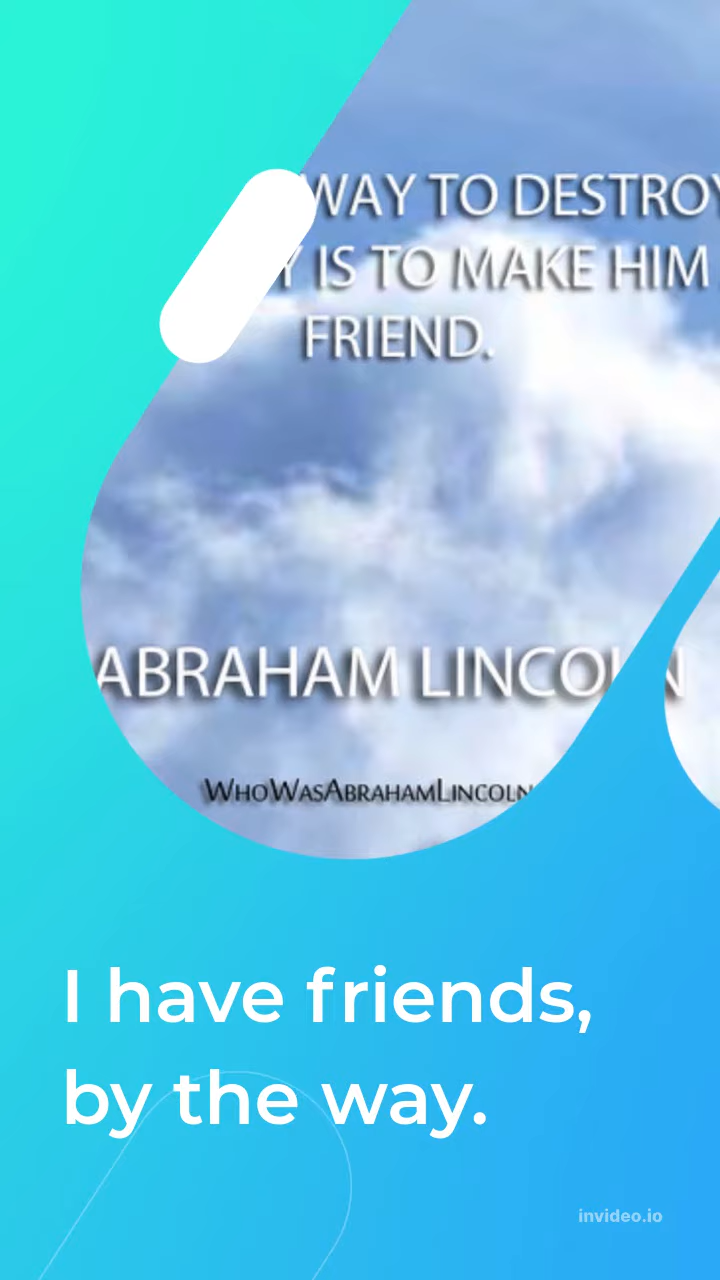 WAY TO DESTROY
Y IS TO MAKE HIM
FRIEND.
ABRAHAM LINCOLN
WHOWASABRAHAMLINCOLN
I have friends,
by the way.
invideo.io